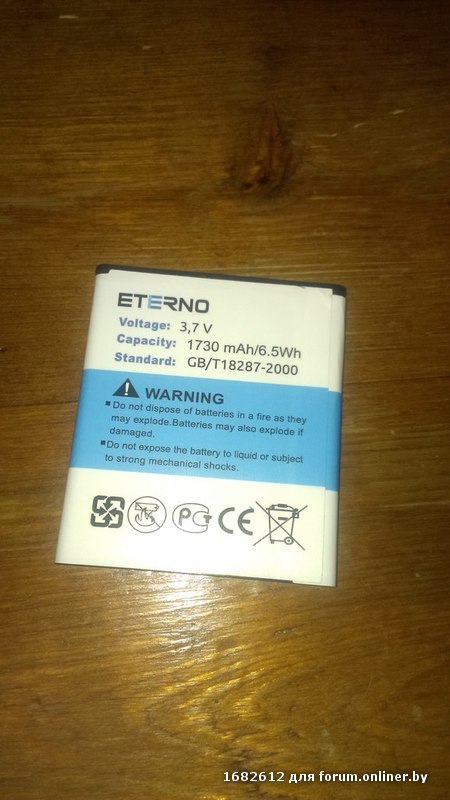 ETERNO
Voltage: 3,7 V
Capacity: 1730 mAh/6.5Wh
Standard: GB/T18287-2000
WARNING
Do not dispose of batteries in a fire as they
may explode.Batteries may also explode if
damaged.
Do not expose the battery to liquid or subject
to strong mechanical shocks.
CE
1682612 для forum.onliner.by